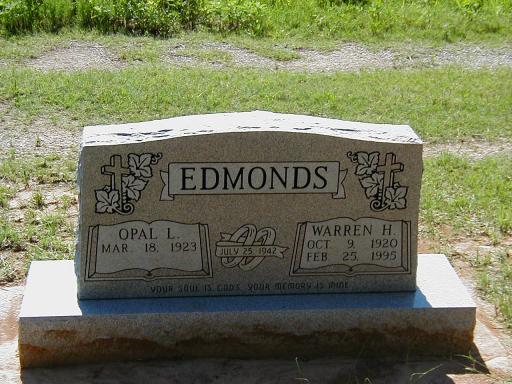 EDMONDS
OPAL L.
MAR. 18, 1923
JULY 25, 1942
WARREN H.
OCT. 9, 1920
FEB. 25, 1995
YOUR SOUL IS GODS, YOUR MEMORY IS MINE